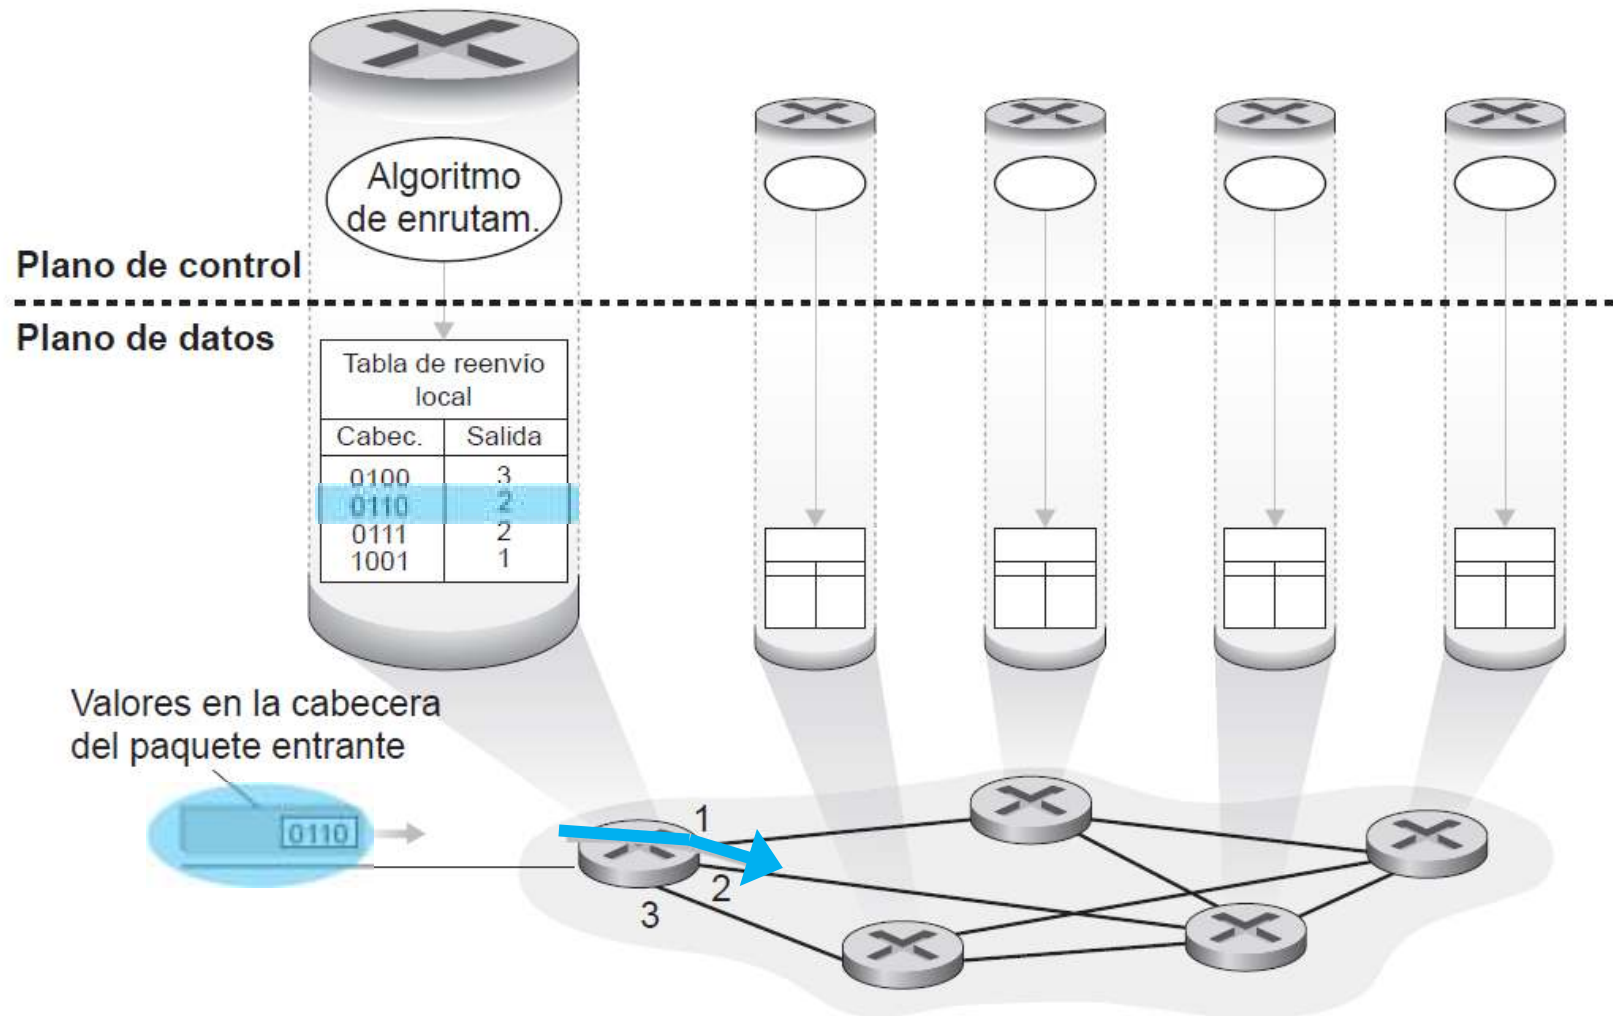 Algoritmo
de enrutam.
Plano de control
Plano de datos
Tabla de reenvío
local
Cabec. Salida
0100 3
0110 2
0111 2
1001 1
Valores en la cabecera
del paquete entrante
0110
1
2
3